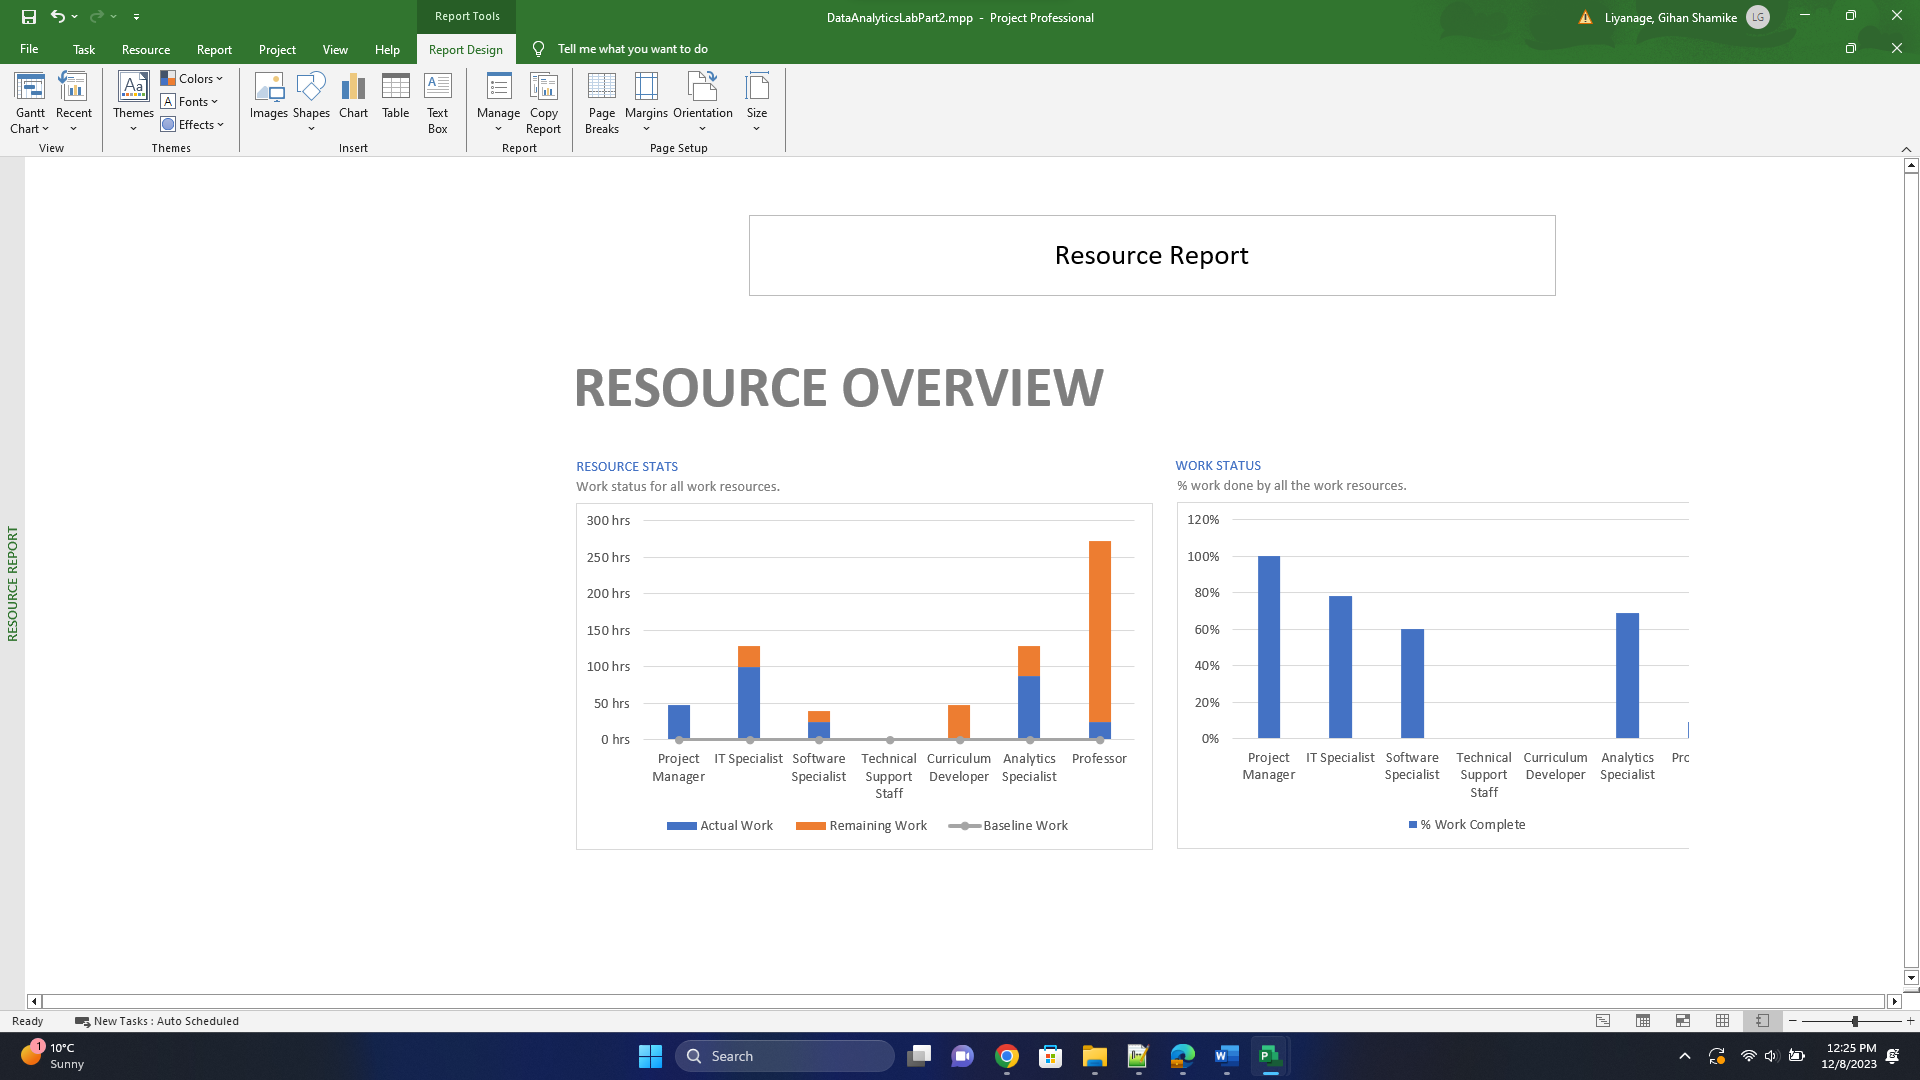 Report Tools
DataAnalyticsLabPart2.mpp - Project Professional
Liyanage, Gihan Shamike
LG
File Task Resource Report Project View Help Report Design Tell me what you want to do
Gantt Chart
Recent
View
Themes
Aa
Colors
A Fonts
Effects
Themes
Images
Shapes
Chart
Table
A
Text Box
Insert
Manage
Copy Report
Report
Page Breaks
Margins
Orientation
Size
Page Setup
RESOURCE REPORT
Resource Report
RESOURCE OVERVIEW
RESOURCE STATS
Work status for all work resources.
300 hrs
250 hrs
200 hrs
150 hrs
100 hrs
50 hrs
0 hrs
Project Manager
IT Specialist
Software Specialist
Technical Support Staff
Curriculum Developer
Analytics Specialist
Professor
Actual Work
Remaining Work
Baseline Work
WORK STATUS
% work done by all the work resources.
120%
100%
80%
60%
40%
20%
0%
Project Manager
IT Specialist
Software Specialist
Technical Support Staff
Curriculum Developer
Analytics Specialist
Pro
% Work Complete
Ready
New Tasks : Auto Scheduled
1
10°C
Sunny
Search
W
P
12:25 PM
12/8/2023